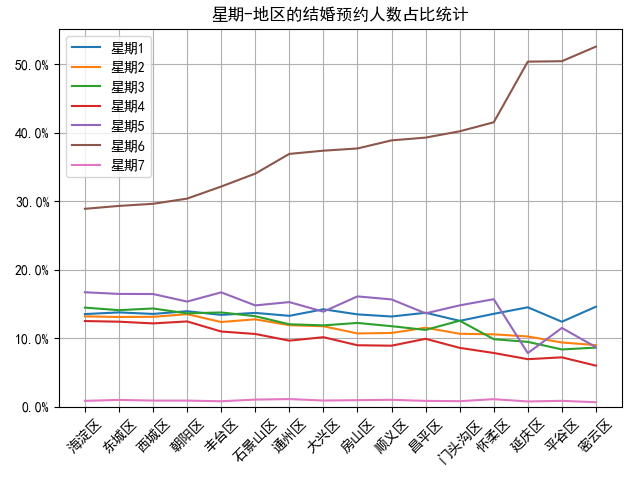 星期-地区的结婚预约人数占比统计
星期1
星期2
星期3
星期4
星期5
星期6
星期7
50.0%
40.0%
30.0%
20.0%
10.0%
0.0%
海淀区
东城区
西城区
朝阳区
丰台区
石景山区
通州区
大兴区
房山区
顺义区
昌平区
门头沟区
怀柔区
延庆区
平谷区
密云区